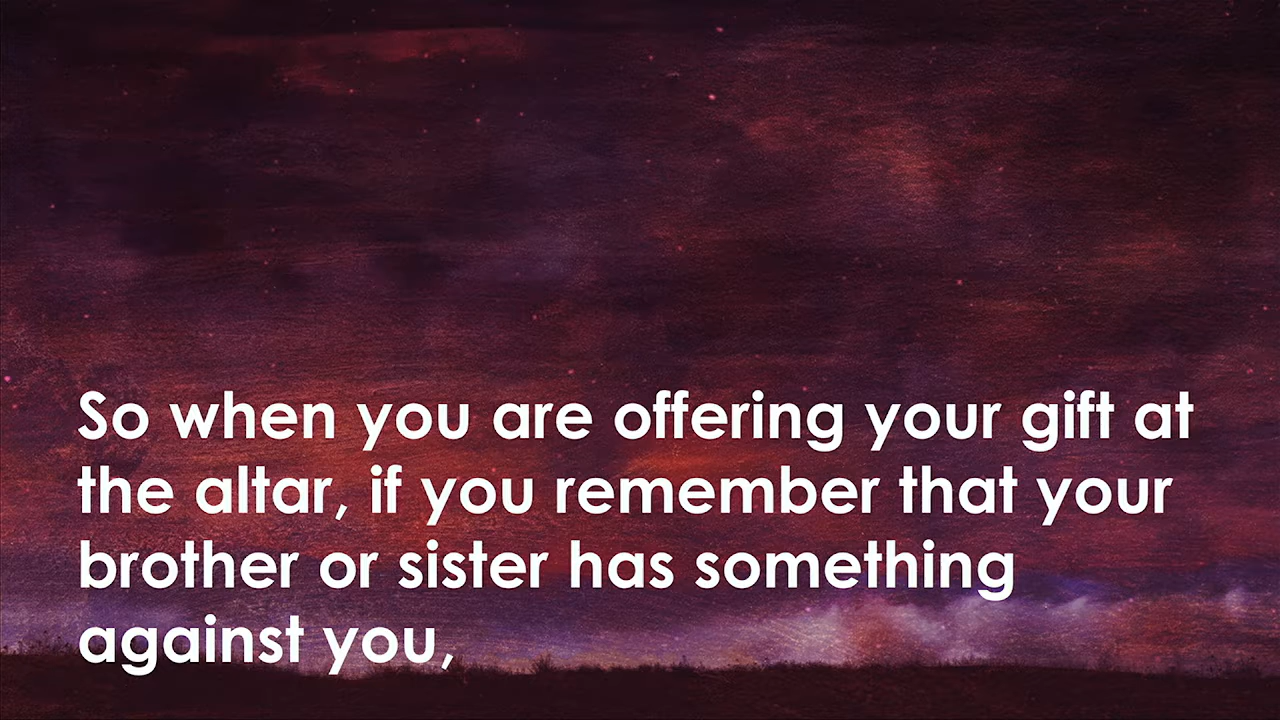 So when you are offering your gift at
the altar, if you remember that your
brother or sister has something
against you,